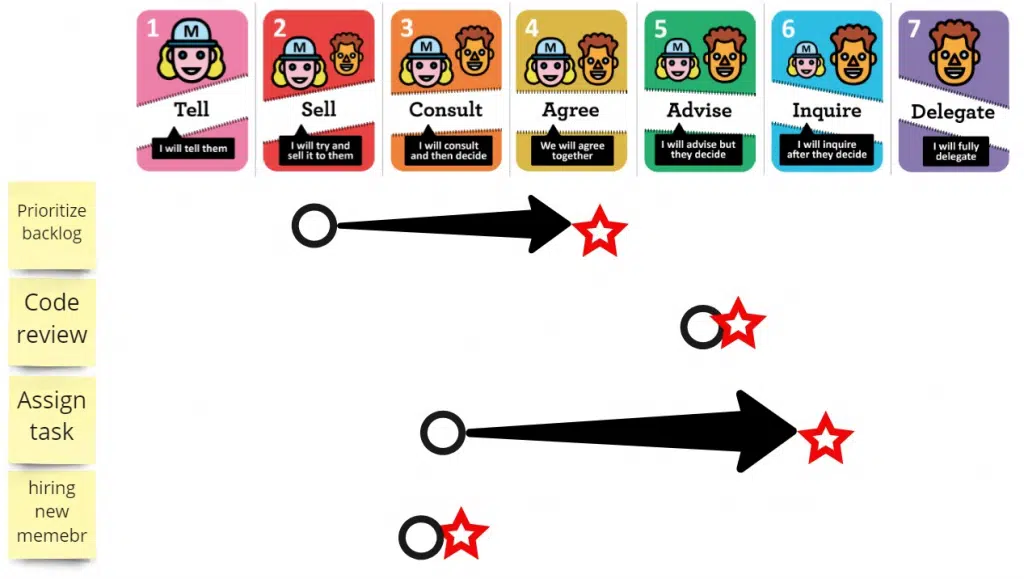 1
M
Tell
I will tell them
2
M
Sell
I will try and
sell it to them
3
M
Consult
I will consult
and then decide
4
M
Agree
We will agree
together
5
M
Advise
I will advise but
they decide
6
M
Inquire
I will inquire
after they decide
7
Delegate
I will fully
delegate
Prioritize
backlog
Code
review
Assign
task
hiring
new
memebr